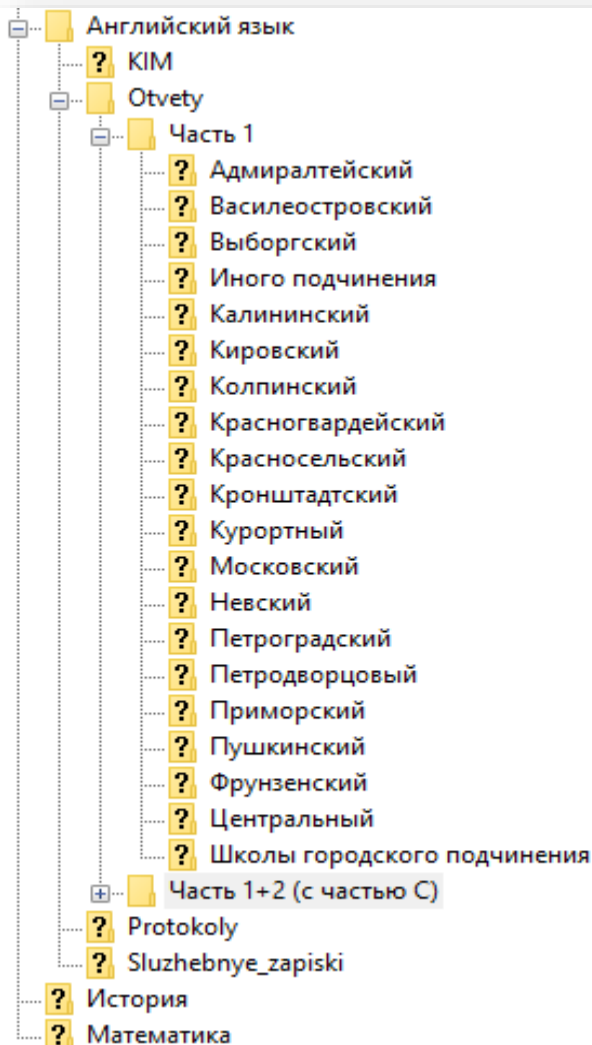 Английский язык
KIM
Otvety
Часть 1
Адмиралтейский
Василеостровский
Выборгский
Иного подчинения
Калининский
Кировский
Колпинский
Красногвардейский
Красносельский
Кронштадтский
Курортный
Московский
Невский
Петроградский
Петродворцовый
Приморский
Пушкинский
Фрунзенский
Центральный
Школы городского подчинения
Часть 1+2 (с частью С)
Protokoly
Sluzhebnye_zapiski
История
Математика